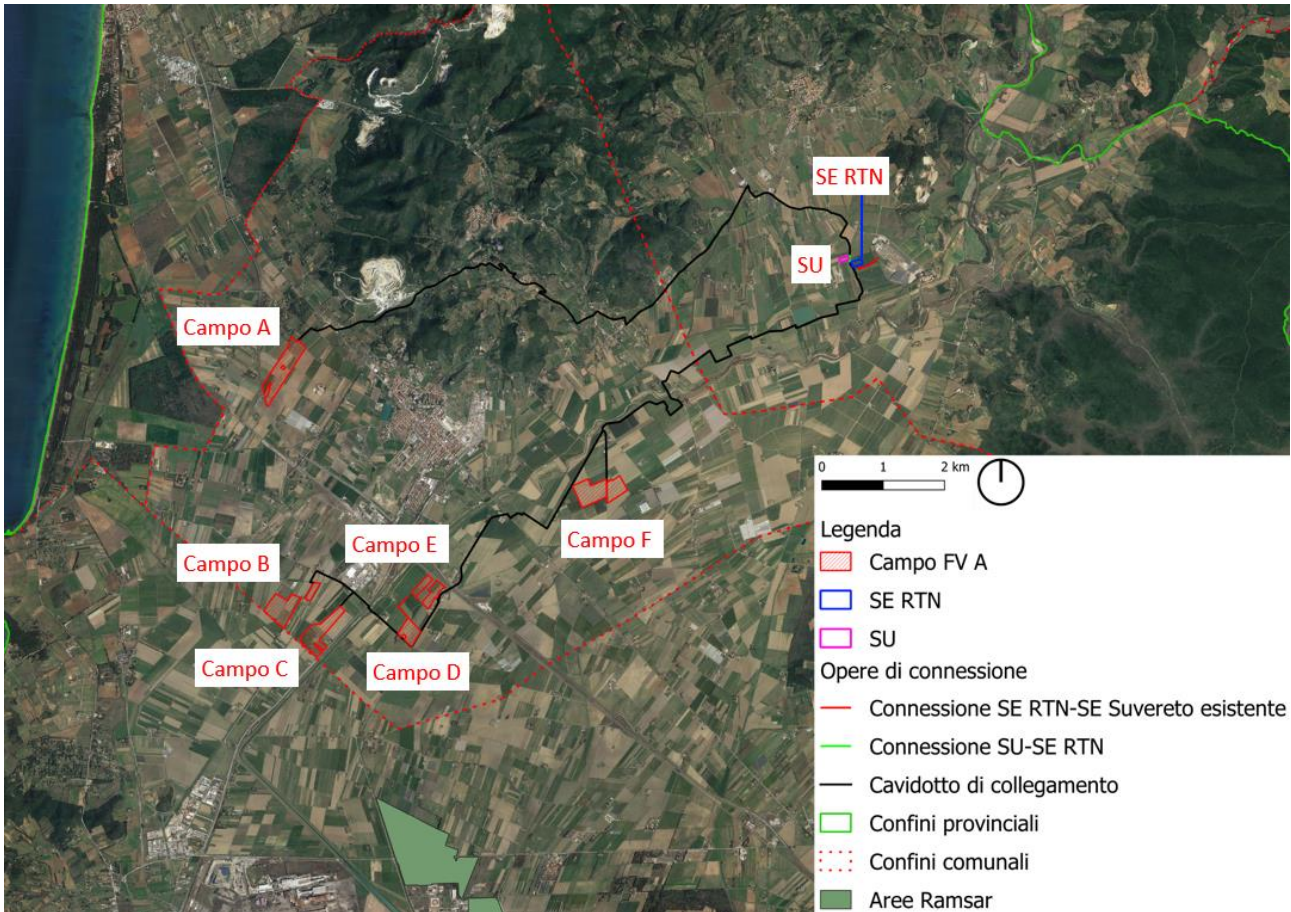 SE RTN
SU
Campo A
Campo E
Campo B
Campo F
Campo C
Campo D
0 1 2 km
Legenda
Campo FV A
SE RTN
SU
Opere di connessione
Connessione SE RTN-SE Suvereto esistente
Connessione SU-SE RTN
Cavidotto di collegamento
Confini provinciali
Confini comunali
Aree Ramsar